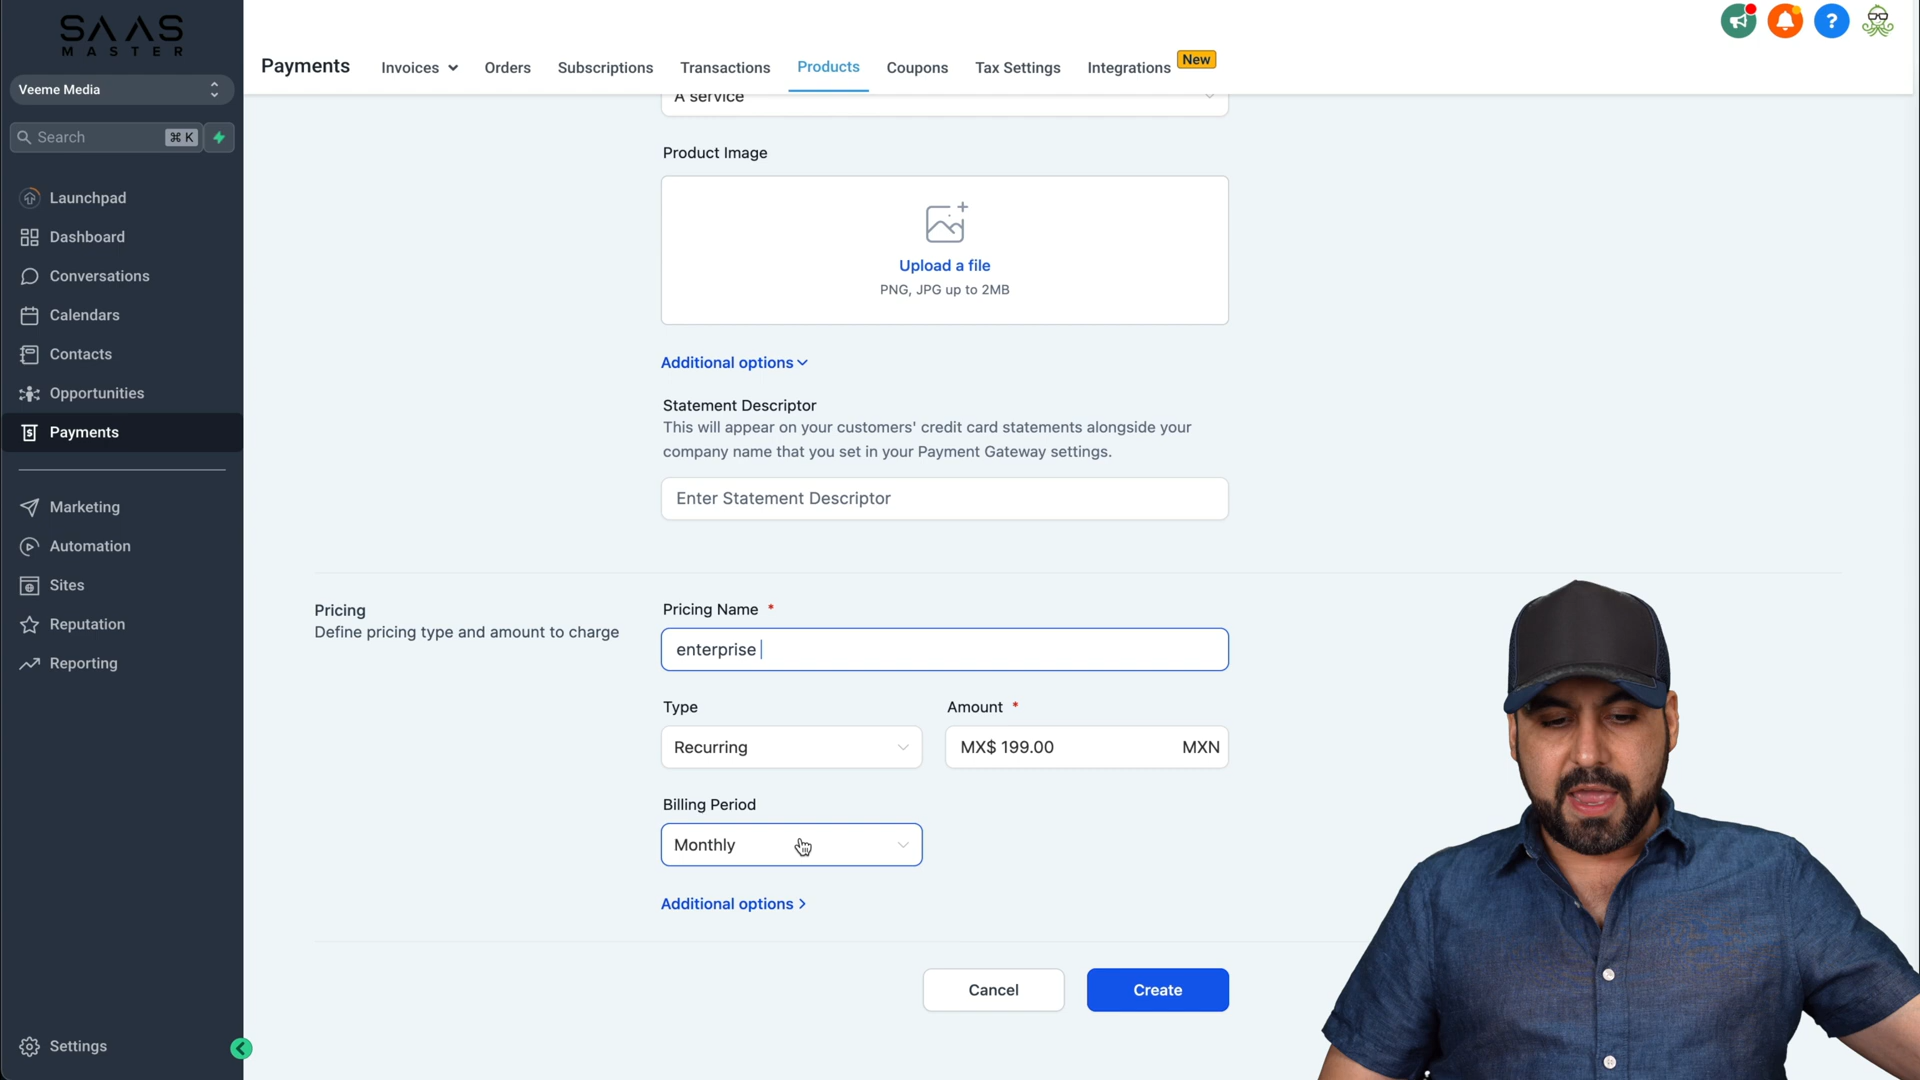 SAAS
MASTER
Veeme Media
Search ⌘ K
Launchpad
Dashboard
Conversations
Calendars
Contacts
Opportunities
Payments
Marketing
Automation
Sites
Reputation
Reporting
Settings
Payments Invoices Orders Subscriptions Transactions Products Coupons Tax Settings Integrations New
?
A service
Product Image
Upload a file
PNG, JPG up to 2MB
Additional options
Statement Descriptor
This will appear on your customers' credit card statements alongside your
company name that you set in your Payment Gateway settings.
Enter Statement Descriptor
Pricing
Define pricing type and amount to charge
Pricing Name *
enterprise
Type
Recurring
Amount *
MX$ 199.00 MXN
Billing Period
Monthly
Additional options
Cancel
Create